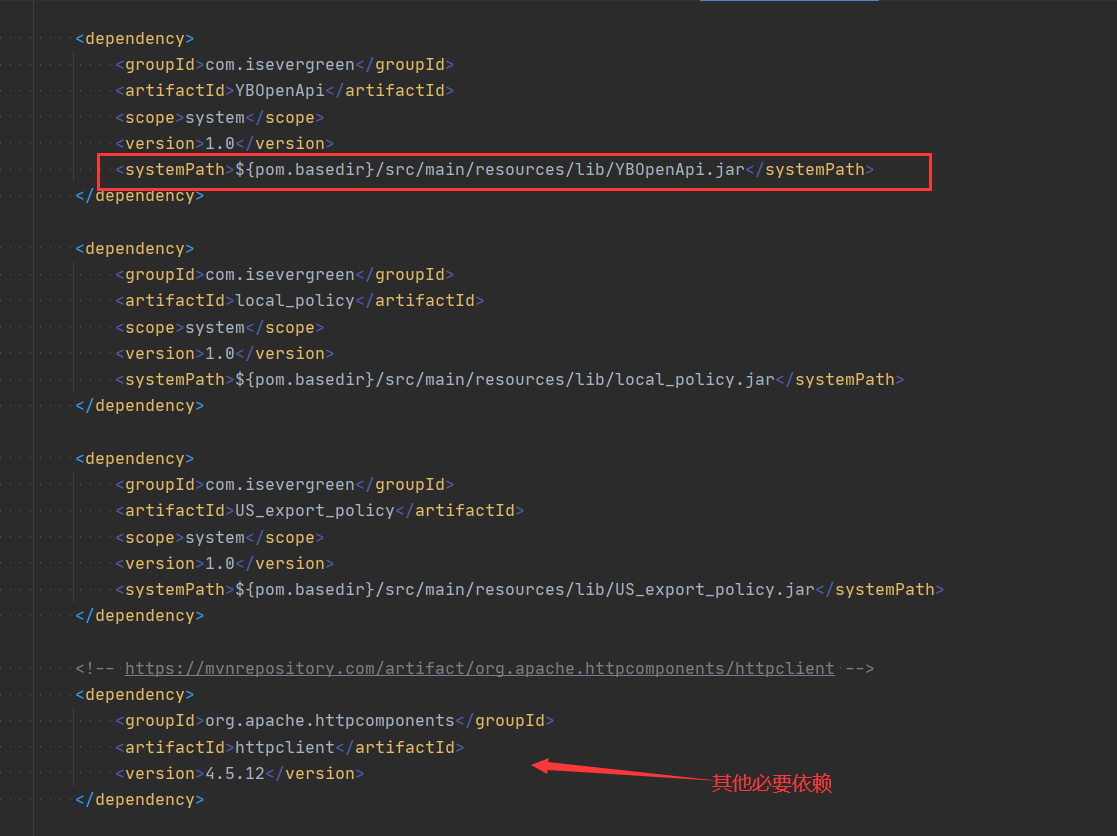 <dependency>
<groupId>com.isevergreen</groupId>
<artifactId>YBOpenApi</artifactId>
<scope>system</scope>
<version>1.0</version>
<systemPath>${pom.basedir}/src/main/resources/lib/YBOpenApi.jar</systemPath>
</dependency>
<dependency>
<groupId>com.isevergreen</groupId>
<artifactId>local_policy</artifactId>
<scope>system</scope>
<version>1.0</version>
<systemPath>${pom.basedir}/src/main/resources/lib/local_policy.jar</systemPath>
</dependency>
<dependency>
<groupId>com.isevergreen</groupId>
<artifactId>US_export_policy</artifactId>
<scope>system</scope>
<version>1.0</version>
<systemPath>${pom.basedir}/src/main/resources/lib/US_export_policy.jar</systemPath>
</dependency>
<!-- https://mvnrepository.com/artifact/org.apache.httpcomponents/httpclient -->
<dependency>
<groupId>org.apache.httpcomponents</groupId>
<artifactId>httpclient</artifactId>
<version>4.5.12</version>
其他必要依赖
</dependency>